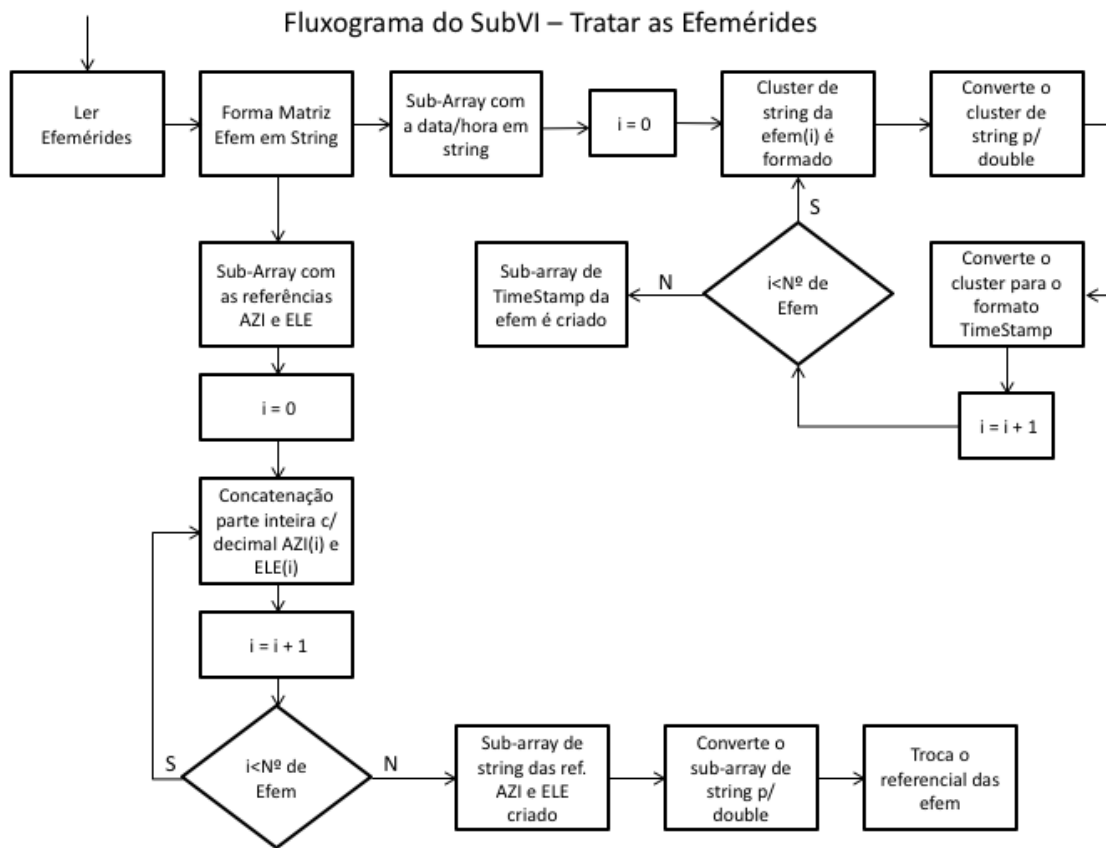 Fluxograma do SubVI – Tratar as Efemérides
Ler
Efemérides
Forma Matriz
Efem em String
Sub-Array com
a data/hora em
string
i = 0
Cluster de
string da
efem(i) é
formado
Converte o
cluster de
string p/
double
S
Sub-Array com
as referências
AZI e ELE
Sub-array de
TimeStamp da
efem é criado
N
i<Nº de
Efem
Converte o
cluster para o
formato
TimeStamp
i = 0
i = i + 1
Concatenação
parte inteira c/
decimal AZI(i) e
ELE(i)
i = i + 1
S
i<Nº de
Efem
N
Sub-array de
string das ref.
AZI e ELE
criado
Converte o
sub-array de
string p/
double
Troca o
referencial das
efem